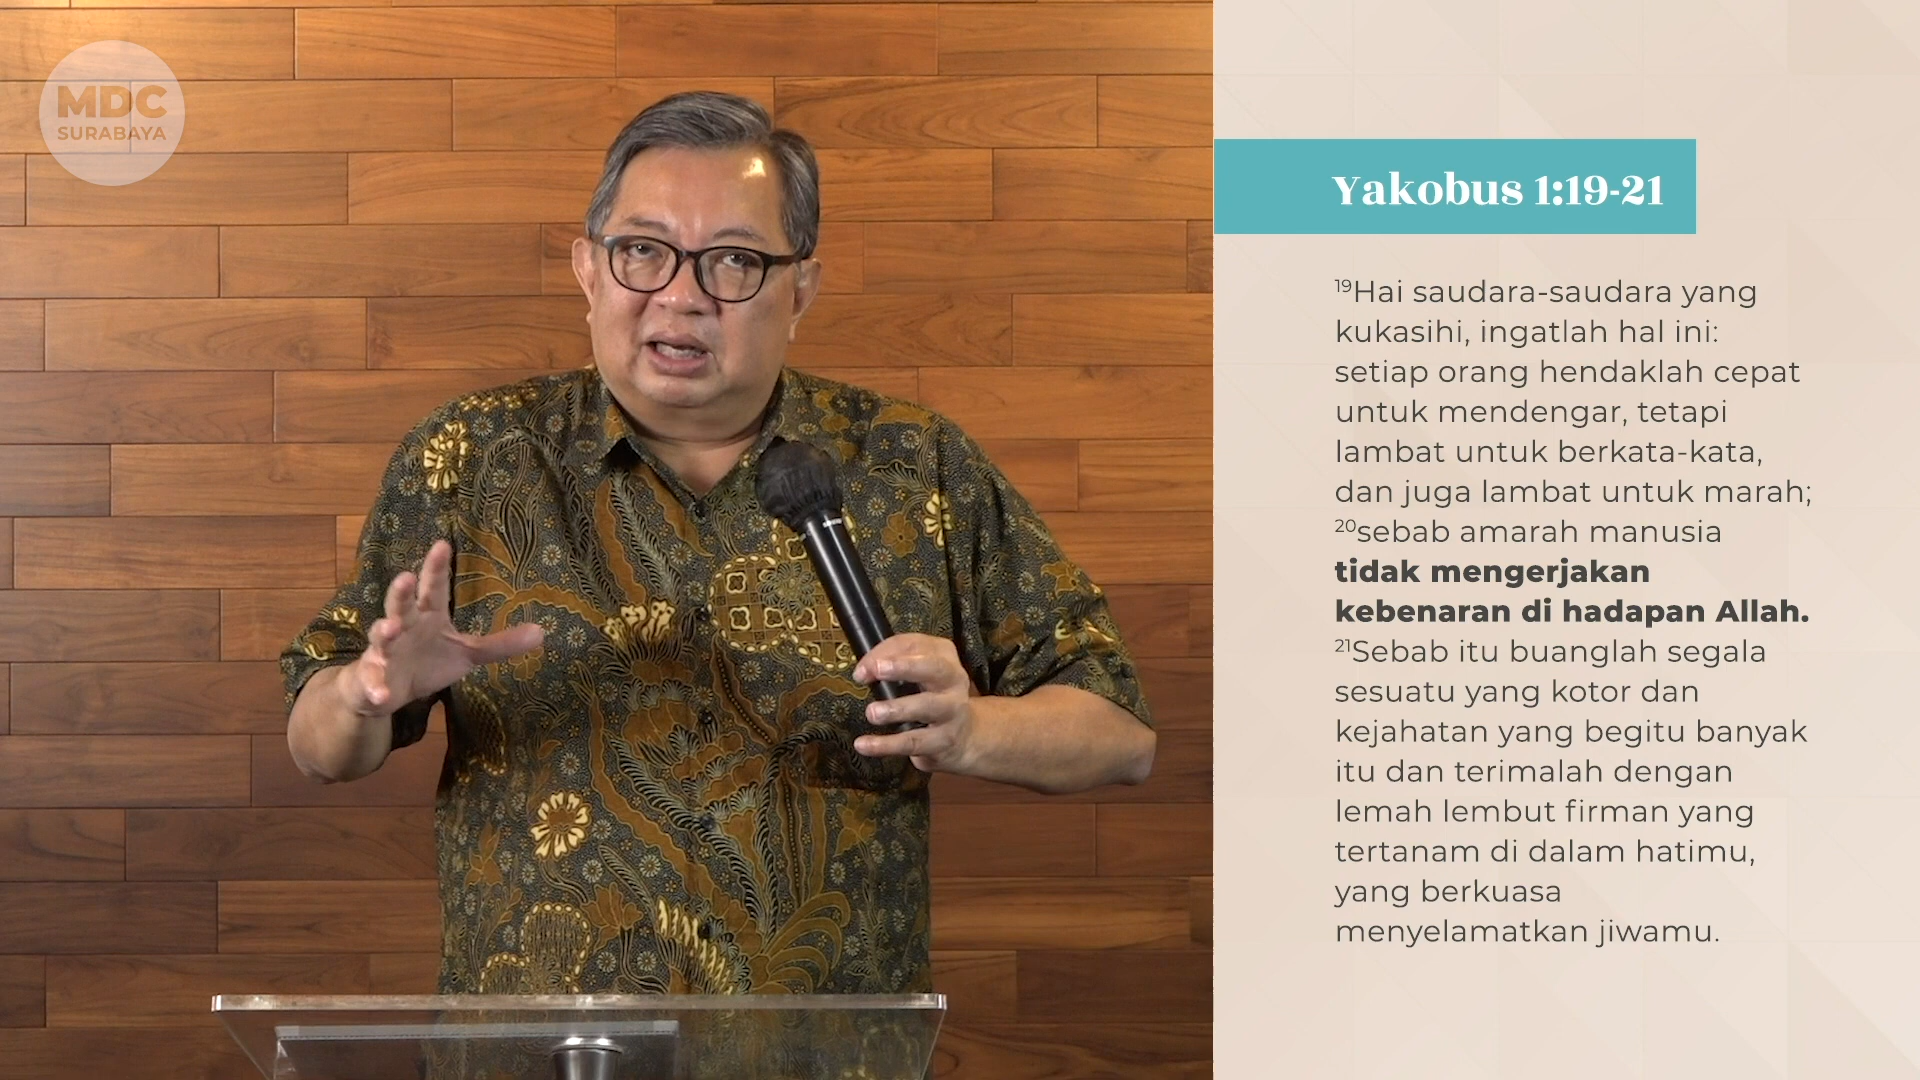 MDC
SURABAYA
Yakobus 1:19-21
¹⁹Hai saudara-saudara yang
kukasihi, ingatlah hal ini:
setiap orang hendaklah cepat
untuk mendengar, tetapi
lambat untuk berkata-kata,
dan juga lambat untuk marah;
²⁰sebab amarah manusia
tidak mengerjakan
kebenaran di hadapan Allah.
²¹Sebab itu buanglah segala
sesuatu yang kotor dan
kejahatan yang begitu banyak
itu dan terimalah dengan
lemah lembut firman yang
tertanam di dalam hatimu,
yang berkuasa
menyelamatkan jiwamu.